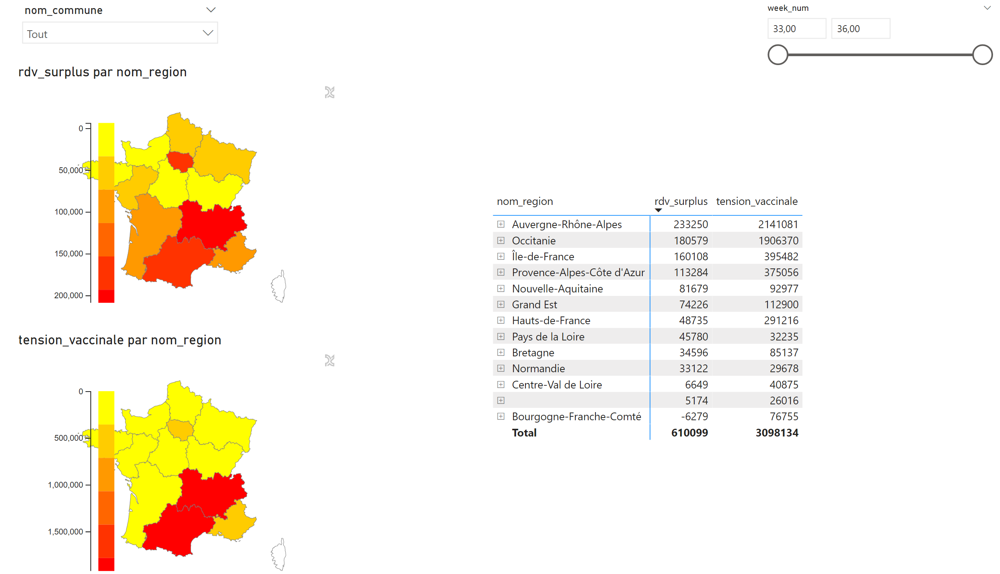 nom_commune
Tout
week_num
33,00 36,00
rdv_surplus par nom_region
0
50,000
100,000
150,000
200,000
tension_vaccinale par nom_region
0
500,000
1,000,000
1,500,000
nom_region rdv_surplus tension_vaccinale
Auvergne-Rhône-Alpes 233250 2141081
Occitanie 180579 1906370
Île-de-France 160108 395482
Provence-Alpes-Côte d'Azur 113284 375056
Nouvelle-Aquitaine 81679 92977
Grand Est 74226 112900
Hauts-de-France 48735 291216
Pays de la Loire 45780 32235
Bretagne 34596 85137
Normandie 33122 29678
Centre-Val de Loire 6649 40875
5174 26016
Bourgogne-Franche-Comté -6279 76755
Total 610099 3098134